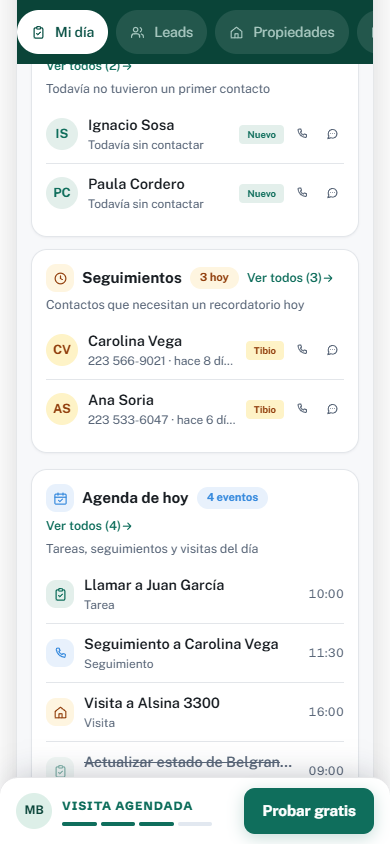 Mi día
Leads
Propiedades
Ver todos (2)→
Todavía no tuvieron un primer contacto
IS
Ignacio Sosa
Todavía sin contactar
Nuevo
PC
Paula Cordero
Todavía sin contactar
Nuevo
Seguimientos
3 hoy
Ver todos (3)→
Contactos que necesitan un recordatorio hoy
CV
Carolina Vega
223 566-9021 · hace 8 dí...
Tibio
AS
Ana Soria
223 533-6047 · hace 6 dí...
Tibio
Agenda de hoy
4 eventos
Ver todos (4)→
Tareas, seguimientos y visitas del día
Llamar a Juan García
Tarea
10:00
Seguimiento a Carolina Vega
Seguimiento
11:30
Visita a Alsina 3300
Visita
16:00
Actualizar estado de Belgran...
09:00
MB
VISITA AGENDADA
Probar gratis